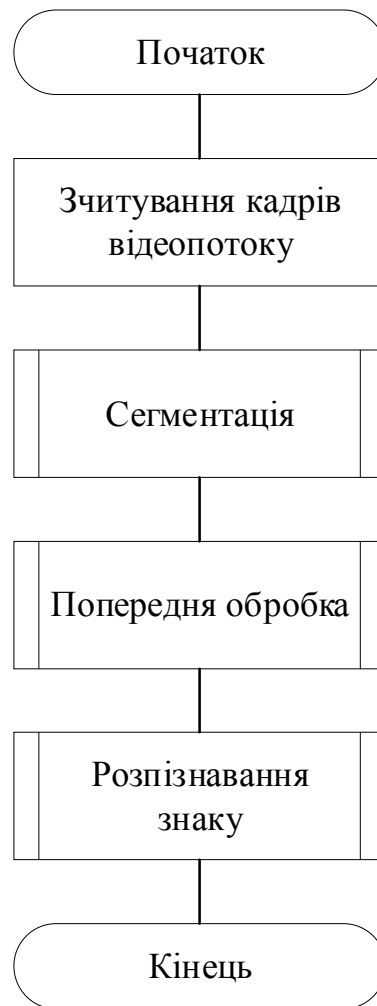 Початок
Зчитування кадрів
відеопотоку
Сегментація
Попередня обробка
Розпізнавання
знаку
Кінець